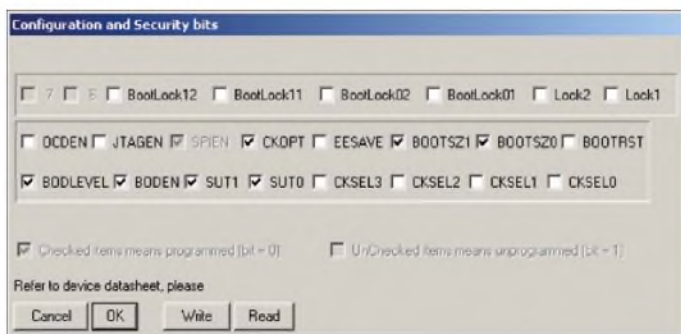 Configuration and Security bits
7 6 BootLock12 BootLock11 BootLock02 BootLock01 Lock2 Lock1
OCDEN JTAGEN SPIEN CKOPT EESAVE BOOTSZ1 BOOTSZ0 BOOTRST
BODLEVEL BODEN SUT1 SUT0 CKSEL3 CKSEL2 CKSEL1 CKSEL0
Checked items means programmed (bit = 0) UnChecked items means unprogrammed (bit = 1)
Refer to device datasheet, please
Cancel OK Write Read